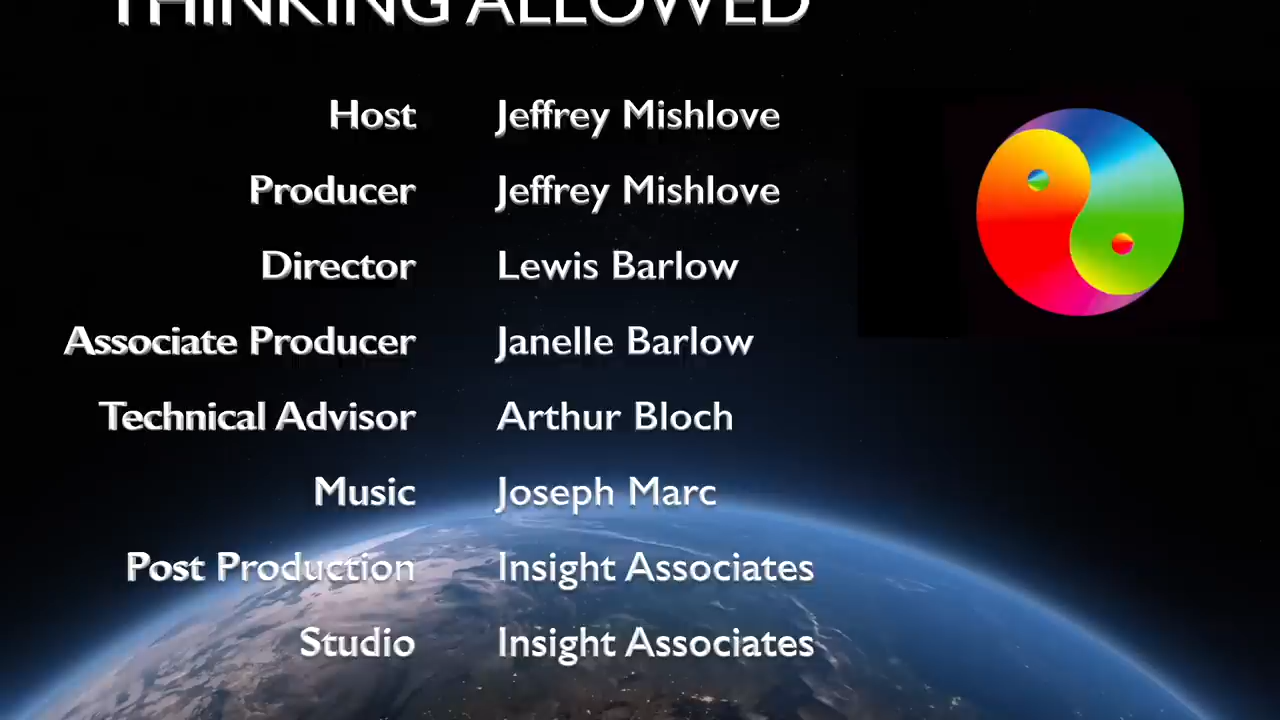 THINKING ALLOWED
Host Jeffrey Mishlove
Producer Jeffrey Mishlove
Director Lewis Barlow
Associate Producer Janelle Barlow
Technical Advisor Arthur Bloch
Music Joseph Marc
Post Production Insight Associates
Studio Insight Associates